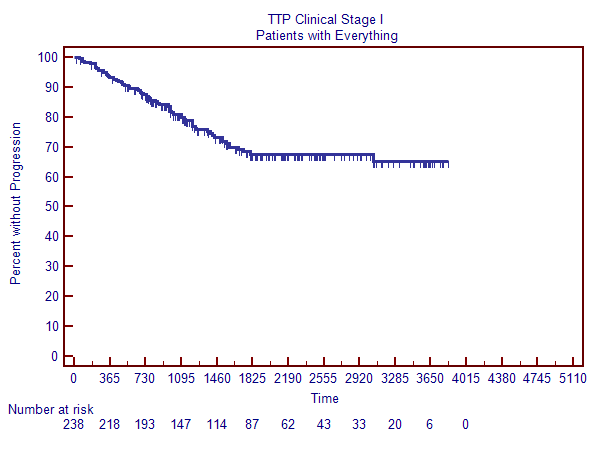 TTP Clinical Stage I
Patients with Everything
Percent without Progression
100
90
80
70
60
50
40
30
20
10
0
0 365 730 1095 1460 1825 2190 2555 2920 3285 3650 4015 4380 4745 5110
Time
Number at risk
238 218 193 147 114 87 62 43 33 20 6 0